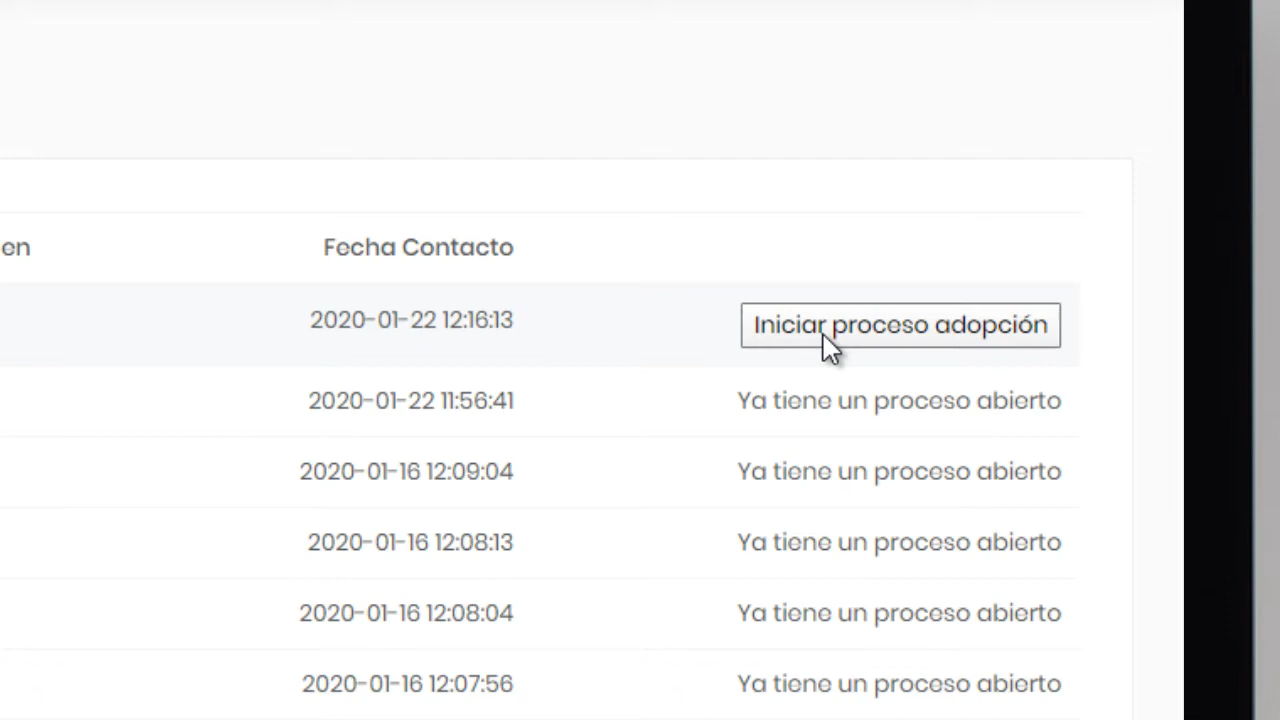 en Fecha Contacto
2020-01-22 12:16:13 Iniciar proceso adopción
2020-01-22 11:56:41 Ya tiene un proceso abierto
2020-01-16 12:09:04 Ya tiene un proceso abierto
2020-01-16 12:08:13 Ya tiene un proceso abierto
2020-01-16 12:08:04 Ya tiene un proceso abierto
2020-01-16 12:07:56 Ya tiene un proceso abierto